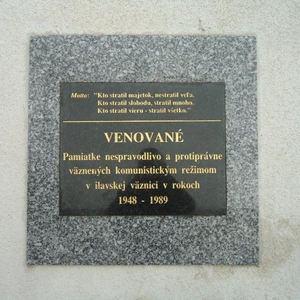 Motto: "Kto stratil majetok, nestratil veľa.
Kto stratil slobodu, stratil mnoho.
Kto stratil vieru - stratil všetko."
VENOVANÉ
Pamiatke nespravodlivo a protiprávne
väznených komunistickým režimom
v ilavskej väznici v rokoch
1948 - 1989